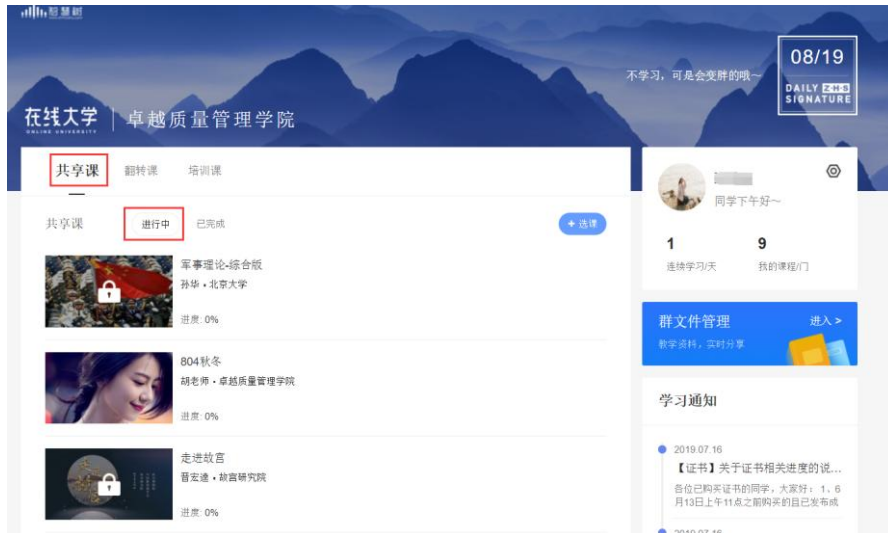 智慧树
不学习，可是会变胖的哦~
08/19
DAILY Z-H-S
SIGNATURE
在线大学
ONLINE UNIVERSITY
卓越质量管理学院
共享课 翻转课 培训课
共享课 进行中 已完成 + 选课
军事理论-综合版
孙华 • 北京大学
进度: 0%
804秋冬
胡老师 • 卓越质量管理学院
进度: 0%
走进故宫
晋宏逵 • 故宫研究院
进度: 0%
同学下午好~
1 9
连续学习/天 我的课程/门
群文件管理 进入 >
教学资料，实时分享
学习通知
2019.07.16
【证书】关于证书相关进度的说...
各位已购买证书的同学，大家好： 1、6
月13日上午11点之前购买的且已发布成
2019.07.16